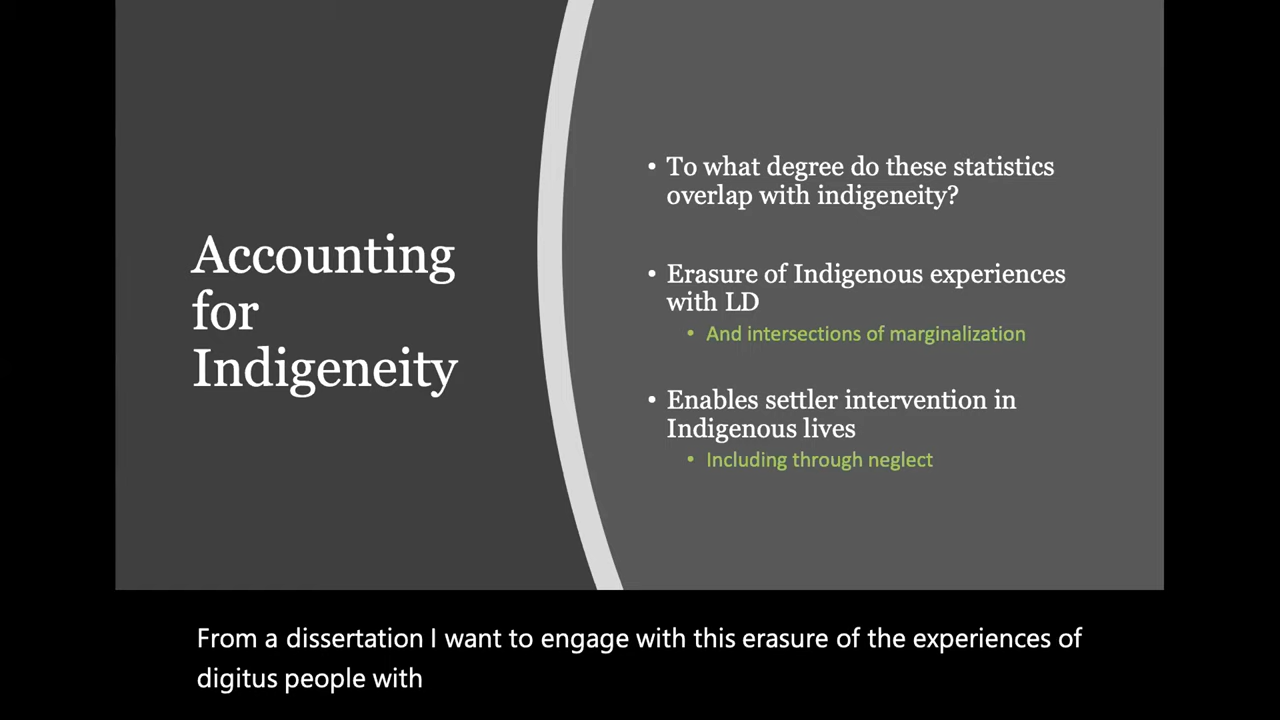 Accounting
for
Indigeneity
• To what degree do these statistics
overlap with indigeneity?
• Erasure of Indigenous experiences
with LD
• And intersections of marginalization
• Enables settler intervention in
Indigenous lives
• Including through neglect
From a dissertation I want to engage with this erasure of the experiences of
digitus people with